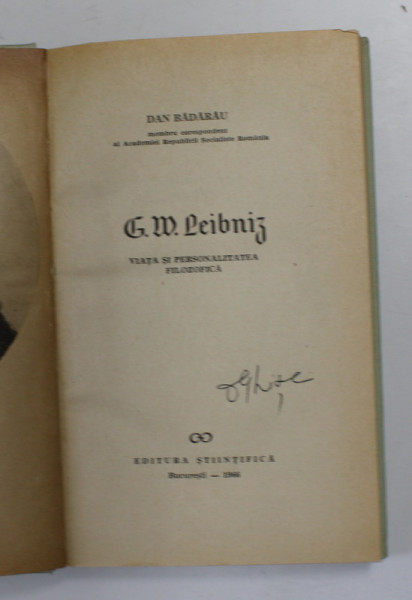 DAN BĂDĂRĂU
membru corespondent
al Academiei Republicii Socialiste România
G. W. Leibniz
VIAȚA ȘI PERSONALITATEA
FILOZOFICĂ
EDITURA ȘTIINȚIFICĂ
București — 1966